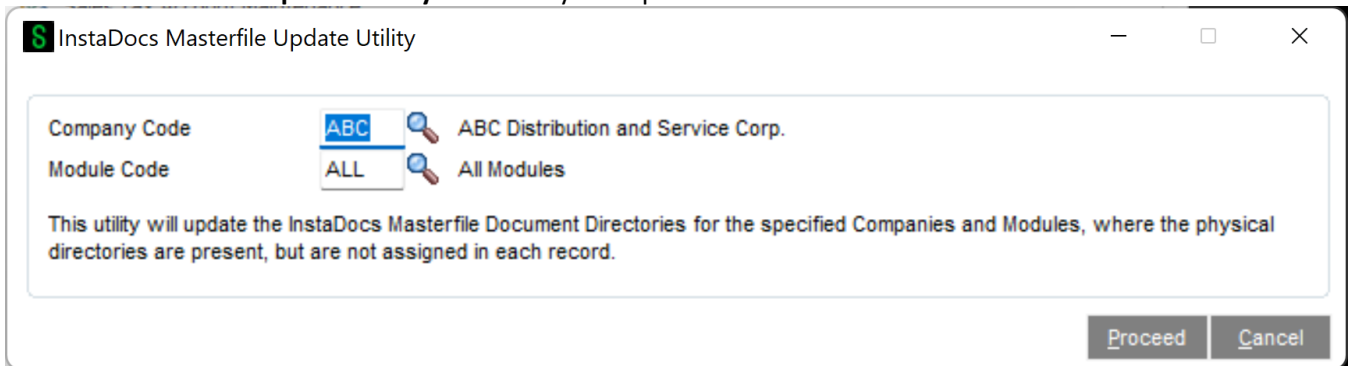 InstaDocs Masterfile Update Utility
Company Code ABC ABC Distribution and Service Corp.
Module Code ALL All Modules
This utility will update the InstaDocs Masterfile Document Directories for the specified Companies and Modules, where the physical
directories are present, but are not assigned in each record.
Proceed Cancel